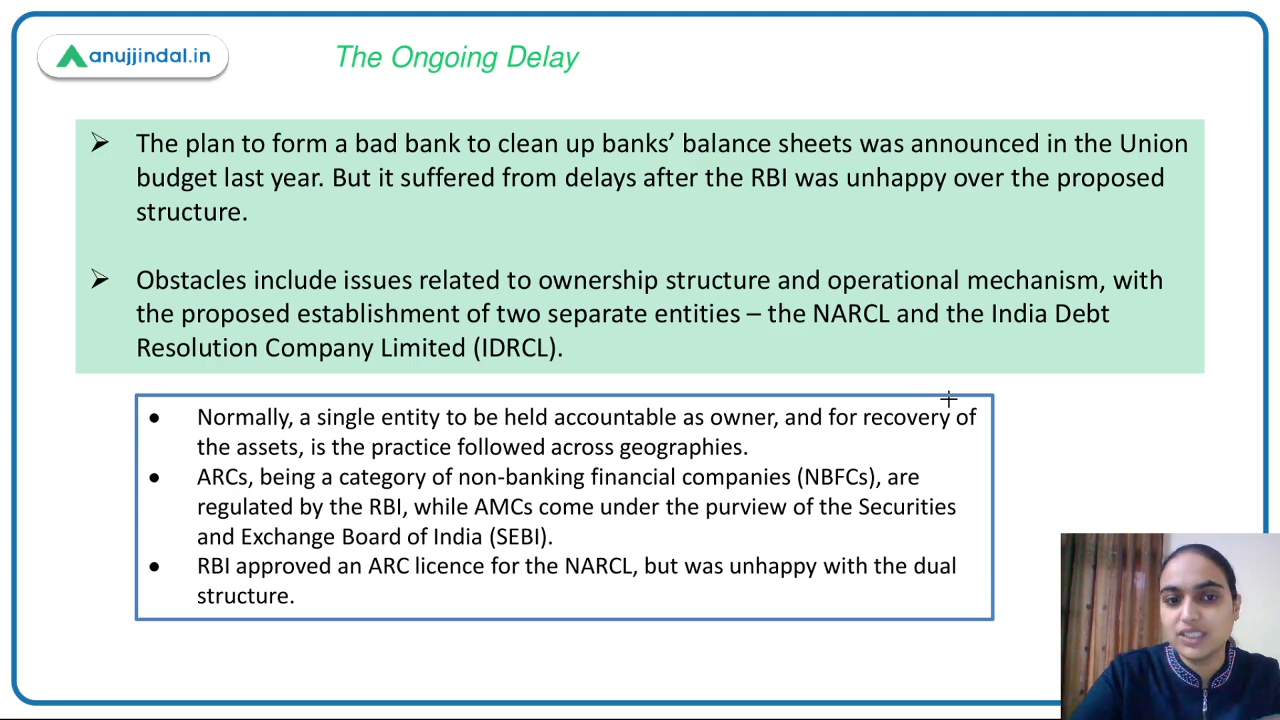 anujjindal.in
The Ongoing Delay
The plan to form a bad bank to clean up banks’ balance sheets was announced in the Union
budget last year. But it suffered from delays after the RBI was unhappy over the proposed
structure.
Obstacles include issues related to ownership structure and operational mechanism, with
the proposed establishment of two separate entities – the NARCL and the India Debt
Resolution Company Limited (IDRCL).
Normally, a single entity to be held accountable as owner, and for recovery of
the assets, is the practice followed across geographies.
ARCs, being a category of non-banking financial companies (NBFCs), are
regulated by the RBI, while AMCs come under the purview of the Securities
and Exchange Board of India (SEBI).
RBI approved an ARC licence for the NARCL, but was unhappy with the dual
structure.